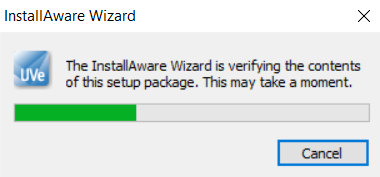 InstallAware Wizard
UVe
The InstallAware Wizard is verifying the contents
of this setup package. This may take a moment.
Cancel